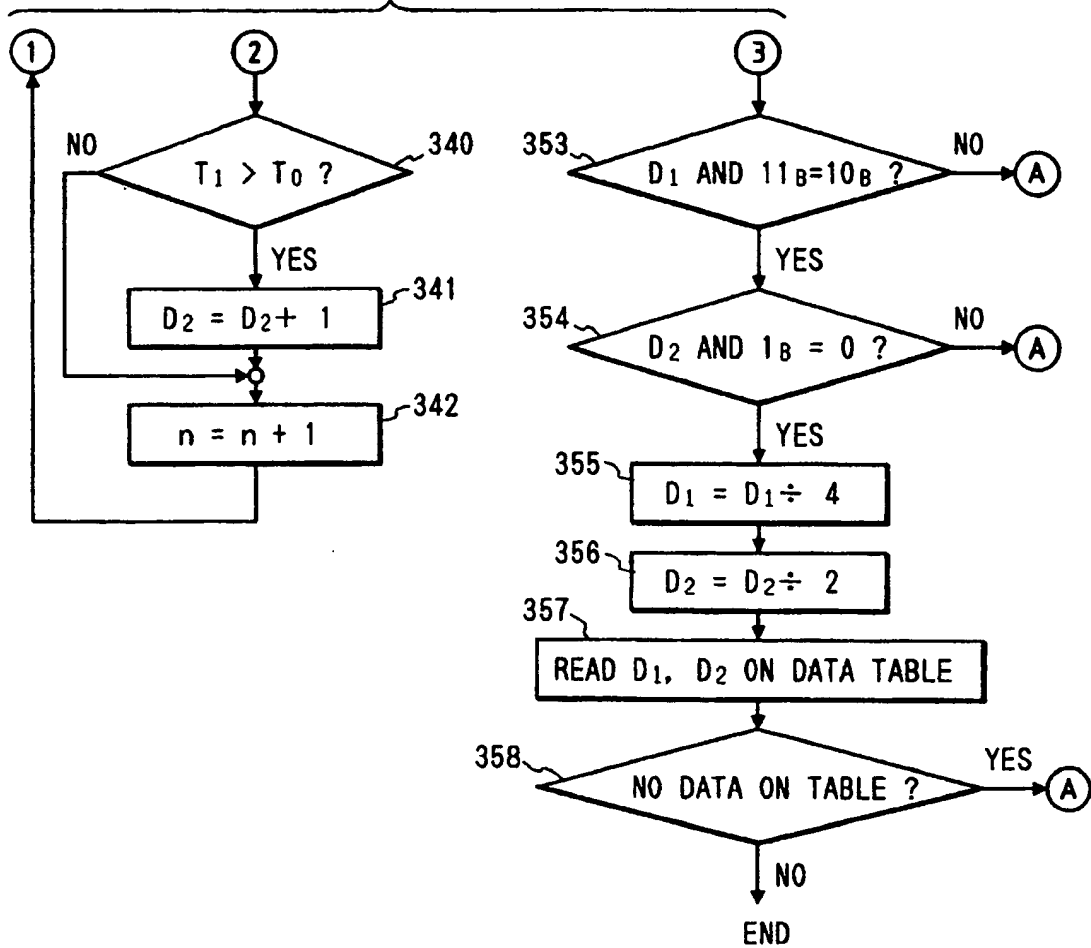 1
2
NO
T₁ > T₀ ?
340
YES
341
D₂ = D₂ + 1
342
n = n + 1
3
353
D₁ AND 11B=10B ?
NO
A
YES
354
D₂ AND 1B = 0 ?
NO
A
YES
355
D₁ = D₁ ÷ 4
356
D₂ = D₂ ÷ 2
357
READ D₁, D₂ ON DATA TABLE
358
NO DATA ON TABLE ?
YES
A
NO
END